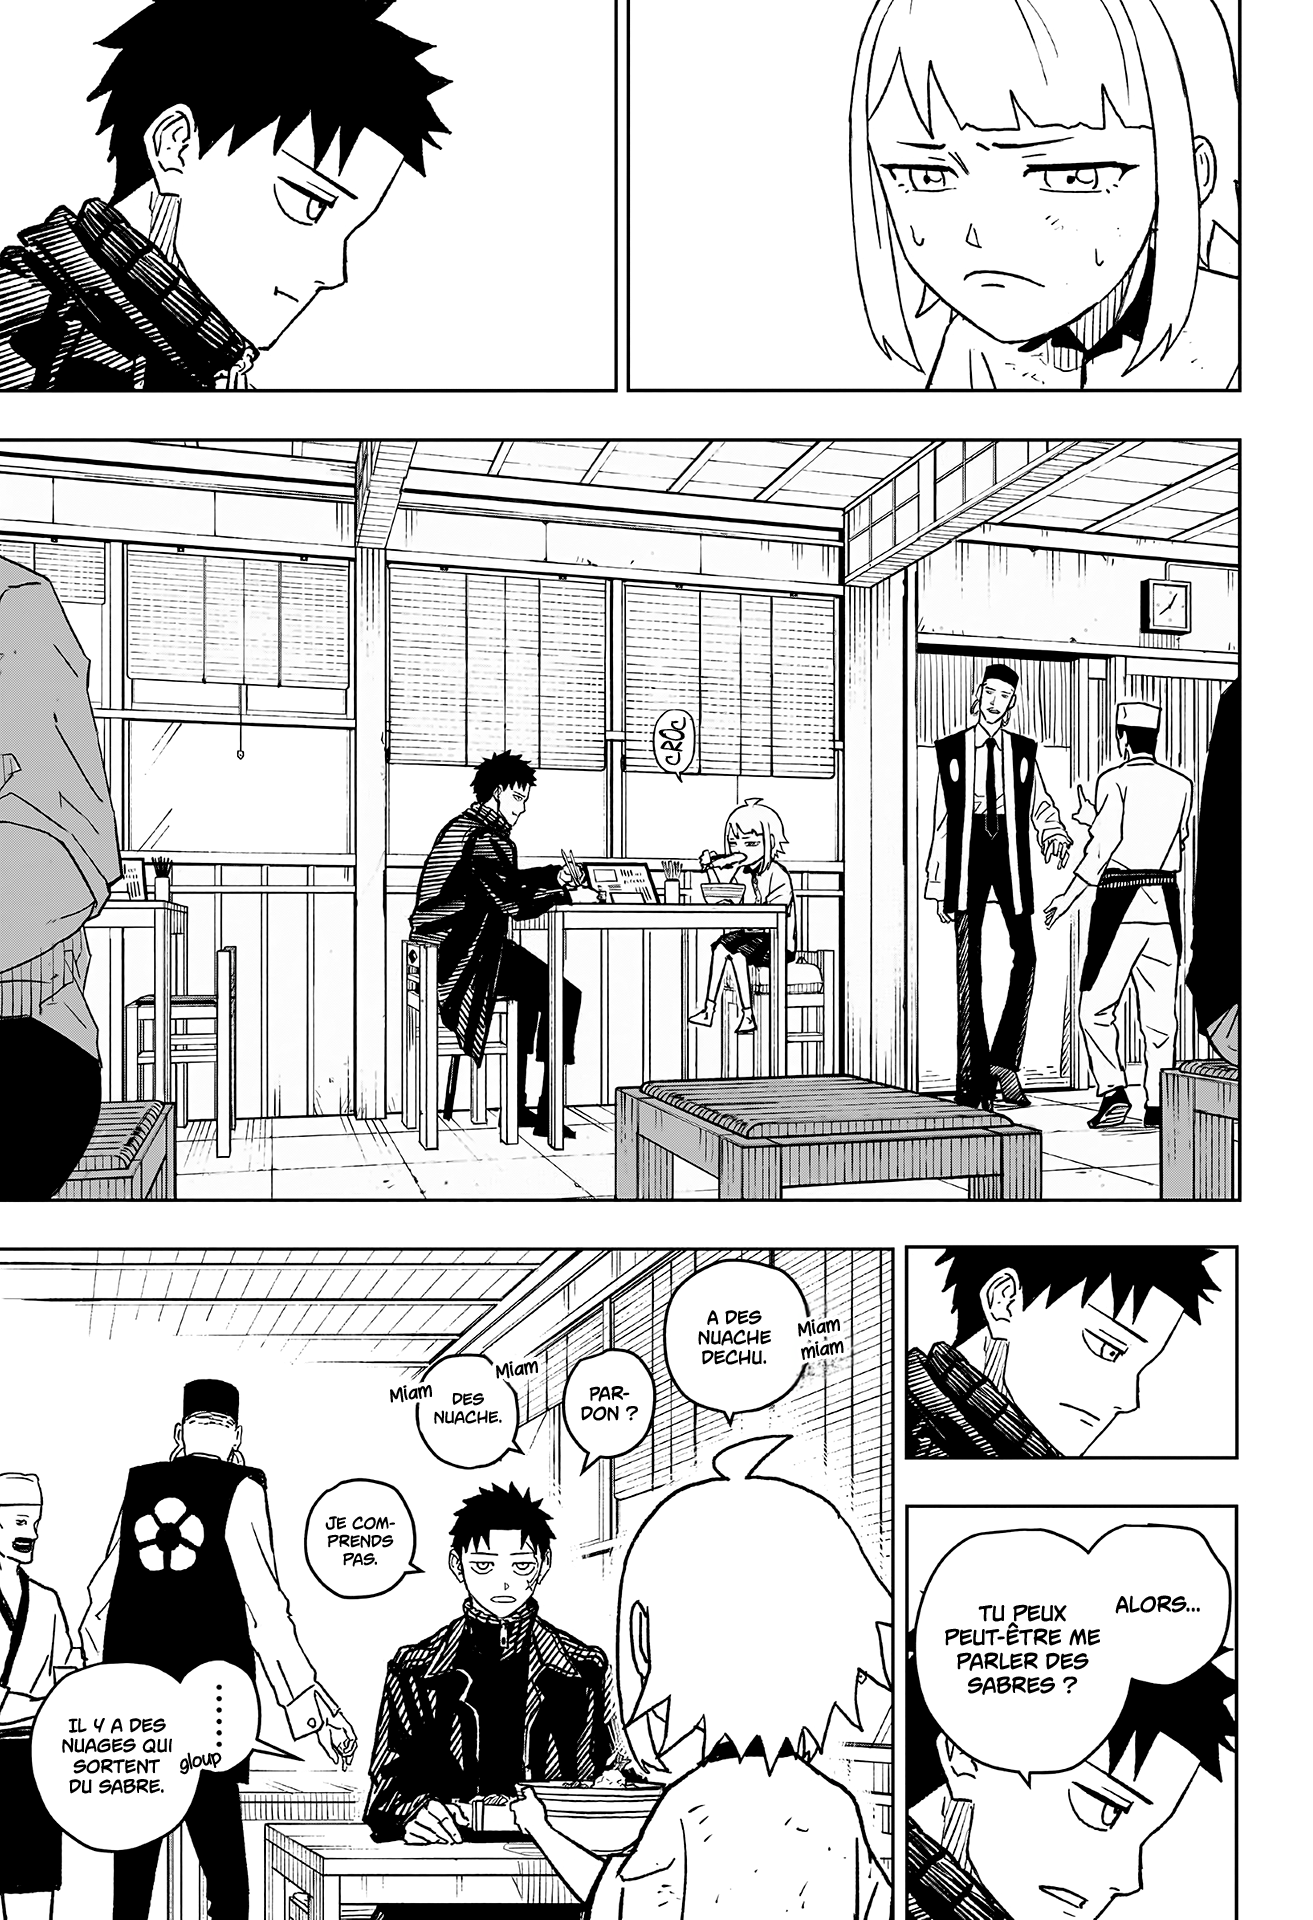 CROC
ALORS...
TU PEUX
PEUT-ÊTRE ME
PARLER DES
SABRES ?
A DES
NUACHE
DECHU.
Miam
miam
PAR-
DON ?
DES
NUACHE.
Miam
Miam
JE COM-
PRENDS
PAS.
......
gloup
IL Y A DES
NUAGES QUI
SORTENT
DU SABRE.